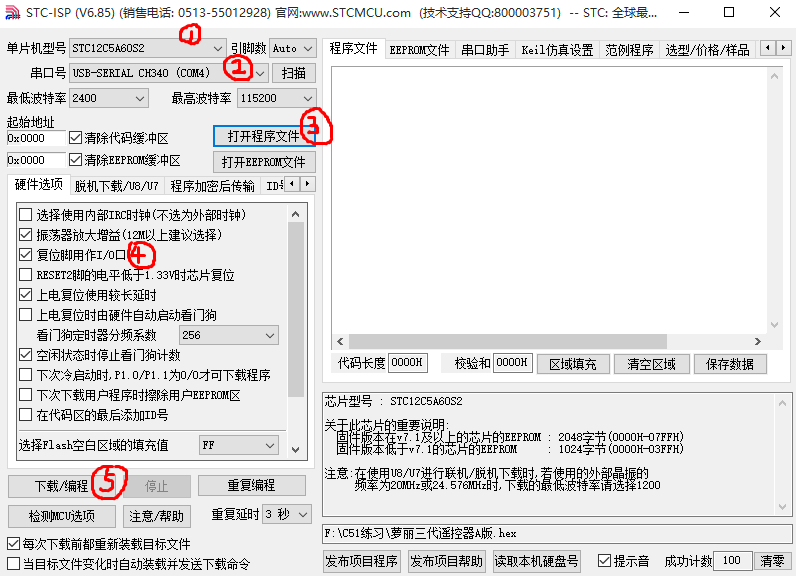 STC-ISP (V6.85) (销售电话: 0513-55012928) 官网:www.STCMCU.com (技术支持QQ:800003751) -- STC: 全球最...
①
单片机型号 STC12C5A60S2 引脚数 Auto
串口号 USB-SERIAL CH340 (COM4) ① 扫描
最低波特率 2400 最高波特率 115200
起始地址
0x0000 清除代码缓冲区 打开程序文件 ③
0x0000 清除EEPROM缓冲区 打开EEPROM文件
硬件选项 脱机下载/U8/U7 程序加密后传输
选择使用内部IRC时钟(不选为外部时钟)
振荡器放大增益(12M以上建议选择)
复位脚用作I/O口 ④
RESET2脚的电平低于1.33V时芯片复位
上电复位使用较长延时
上电复位时由硬件自动启动看门狗
看门狗定时器分频系数 256
空闲状态时停止看门狗计数
下次冷启动时,P1.0/P1.1为0/0才可下载程序
下次下载用户程序时擦除用户EEPROM区
在代码区的最后添加ID号
选择Flash空白区域的填充值 FF
下载/编程 ⑤ 停止 重复编程
检测MCU选项 注意/帮助 重复延时 3 秒
每次下载前都重新装载目标文件
当目标文件变化时自动装载并发送下载命令
程序文件 EEPROM文件 串口助手 Keil仿真设置 范例程序 选型/价格/样品
代码长度 0000H 校验和 0000H 区域填充 清空区域 保存数据
芯片型号 : STC12C5A60S2
关于此芯片的重要说明:
固件版本在v7.1及以上的芯片的EEPROM : 2048字节(0000H-07FFH)
固件版本低于v7.1的芯片的EEPROM : 1024字节(0000H-03FFH)
注意:在使用U8/U7进行联机/脱机下载时,若使用的外部晶振的
频率为20MHz或24.576MHz时,下载的最低波特率请选择1200
F:\C51练习\萝丽三代遥控器A版.hex
发布项目程序 发布项目帮助 读取本机硬盘号 提示音 成功计数 100 清零